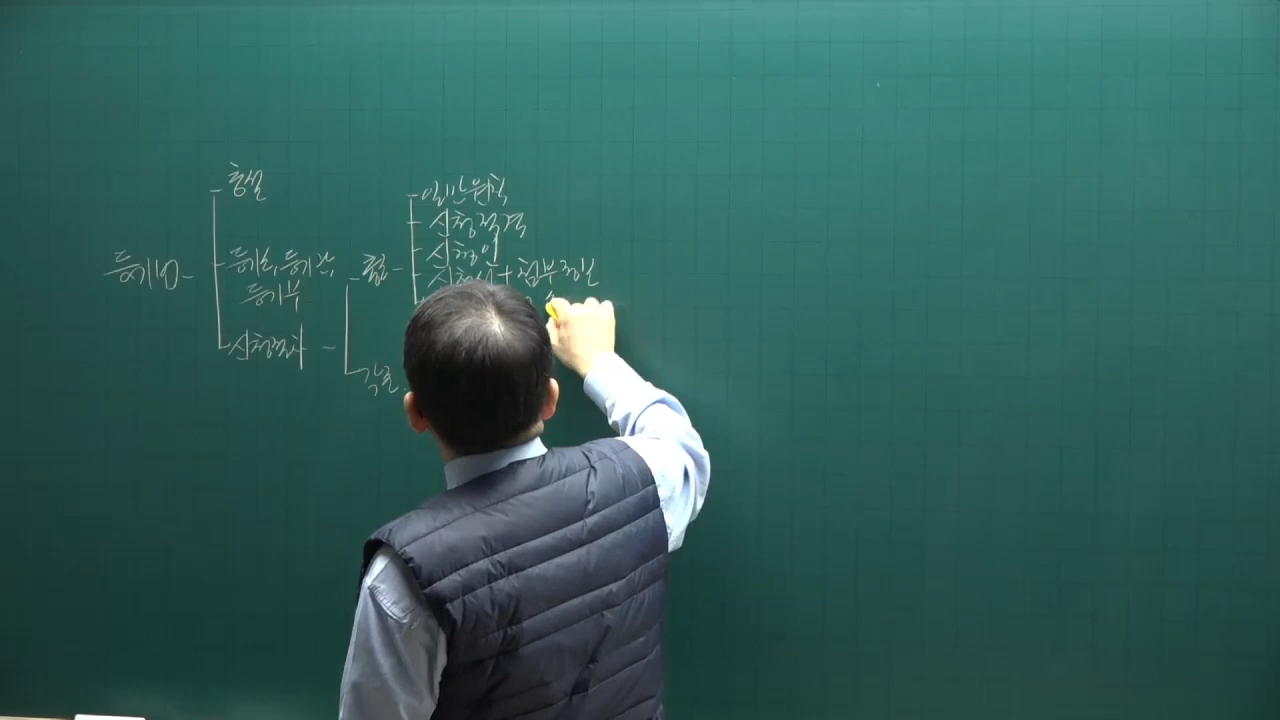 총설
등기법
등기소, 등기관,
등기부
신청절차
총론
각론
일반원칙
신청적격
신청인
신청서 + 첨부정보